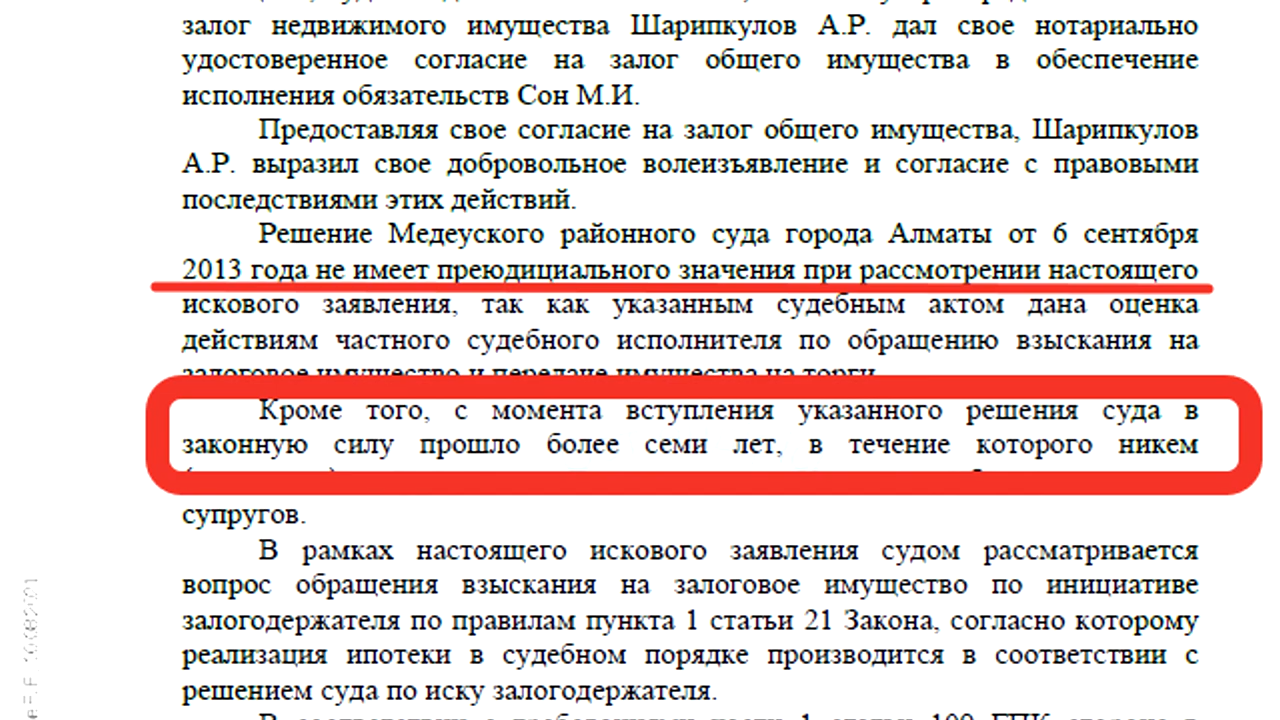 залог недвижимого имущества Шарипкулов А.Р. дал свое нотариально
удостоверенное согласие на залог общего имущества в обеспечение
исполнения обязательств Сон М.И.
Предоставляя свое согласие на залог общего имущества, Шарипкулов
А.Р. выразил свое добровольное волеизъявление и согласие с правовыми
последствиями этих действий.
Решение Медеуского районного суда города Алматы от 6 сентября
2013 года не имеет преюдициального значения при рассмотрении настоящего
искового заявления, так как указанным судебным актом дана оценка
действиям частного судебного исполнителя по обращению взыскания на
залоговое имущество и передаче имущества на торги.
Кроме того, с момента вступления указанного решения суда в
законную силу прошло более семи лет, в течение которого никем
супругов.
В рамках настоящего искового заявления судом рассматривается
вопрос обращения взыскания на залоговое имущество по инициативе
залогодержателя по правилам пункта 1 статьи 21 Закона, согласно которому
реализация ипотеки в судебном порядке производится в соответствии с
решением суда по иску залогодержателя.